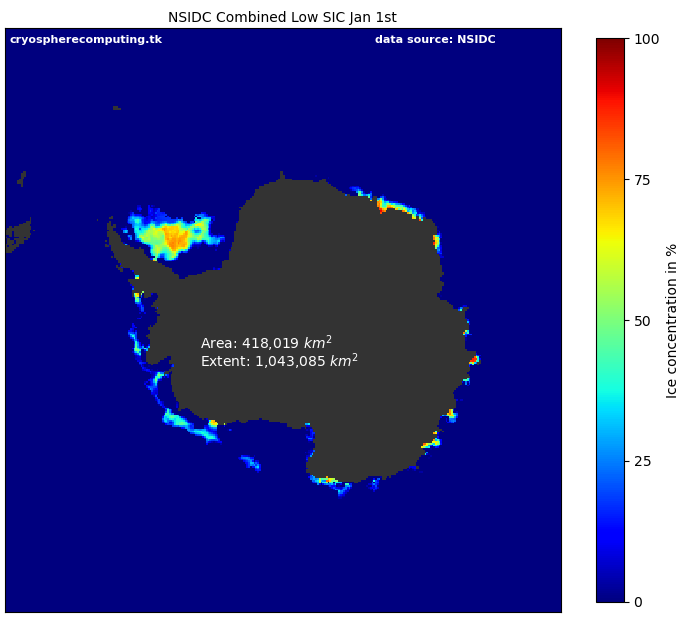 NSIDC Combined Low SIC Jan 1st
cryospherecomputing.tk
data source: NSIDC
Area: 418,019 km²
Extent: 1,043,085 km²
100
75
50
25
0
Ice concentration in %